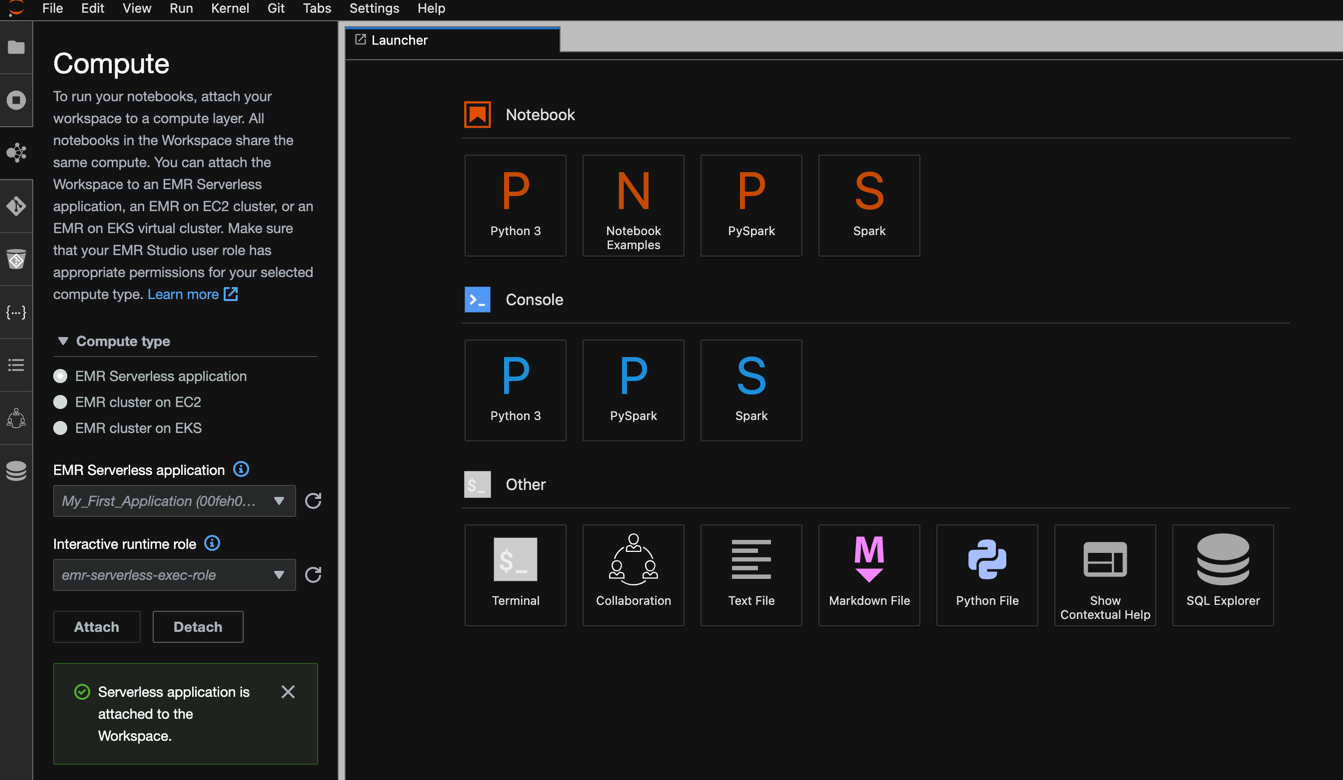 File Edit View Run Kernel Git Tabs Settings Help
Launcher
Compute
To run your notebooks, attach your
workspace to a compute layer. All
notebooks in the Workspace share the
same compute. You can attach the
Workspace to an EMR Serverless
application, an EMR on EC2 cluster, or an
EMR on EKS virtual cluster. Make sure
that your EMR Studio user role has
appropriate permissions for your selected
compute type. Learn more
Compute type
EMR Serverless application
EMR cluster on EC2
EMR cluster on EKS
EMR Serverless application
My_First_Application (00feh0...
Interactive runtime role
emr-serverless-exec-role
Attach Detach
Serverless application is
attached to the
Workspace.
Notebook
P N P S
Python 3
Notebook
Examples
PySpark
Spark
>_ Console
P P S
Python 3 PySpark Spark
$_ Other
$_ M
Terminal
Collaboration
Text File
Markdown File
Python File
Show
Contextual Help
SQL Explorer
{...}